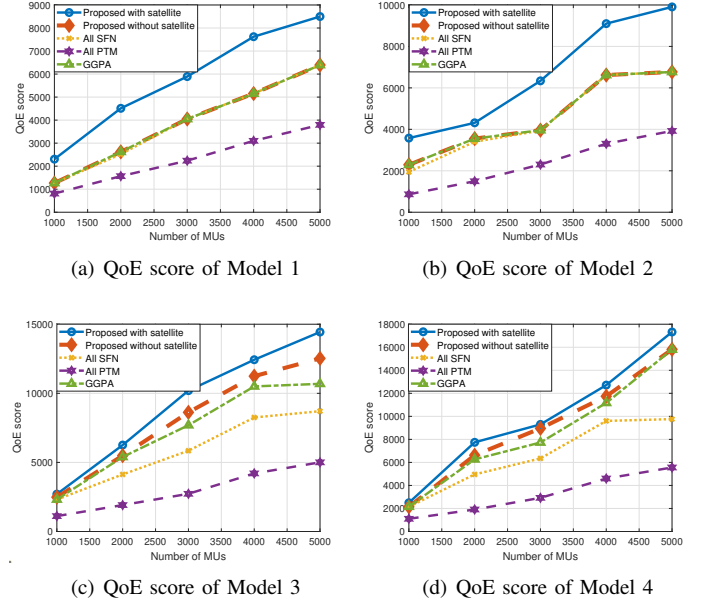 9000
8000
7000
6000
5000
4000
3000
2000
1000
0
QoE score
Proposed with satellite
Proposed without satellite
All SFN
All PTM
GGPA
1000 1500 2000 2500 3000 3500 4000 4500 5000
Number of MUs
(a) QoE score of Model 1
10000
8000
6000
4000
2000
0
QoE score
Proposed with satellite
Proposed without satellite
All SFN
All PTM
GGPA
1000 1500 2000 2500 3000 3500 4000 4500 5000
Number of MUs
(b) QoE score of Model 2
15000
10000
5000
0
QoE score
Proposed with satellite
Proposed without satellite
All SFN
All PTM
GGPA
1000 1500 2000 2500 3000 3500 4000 4500 5000
Number of MUs
(c) QoE score of Model 3
18000
16000
14000
12000
10000
8000
6000
4000
2000
0
QoE score
Proposed with satellite
Proposed without satellite
All SFN
All PTM
GGPA
1000 1500 2000 2500 3000 3500 4000 4500 5000
Number of MUs
(d) QoE score of Model 4
.